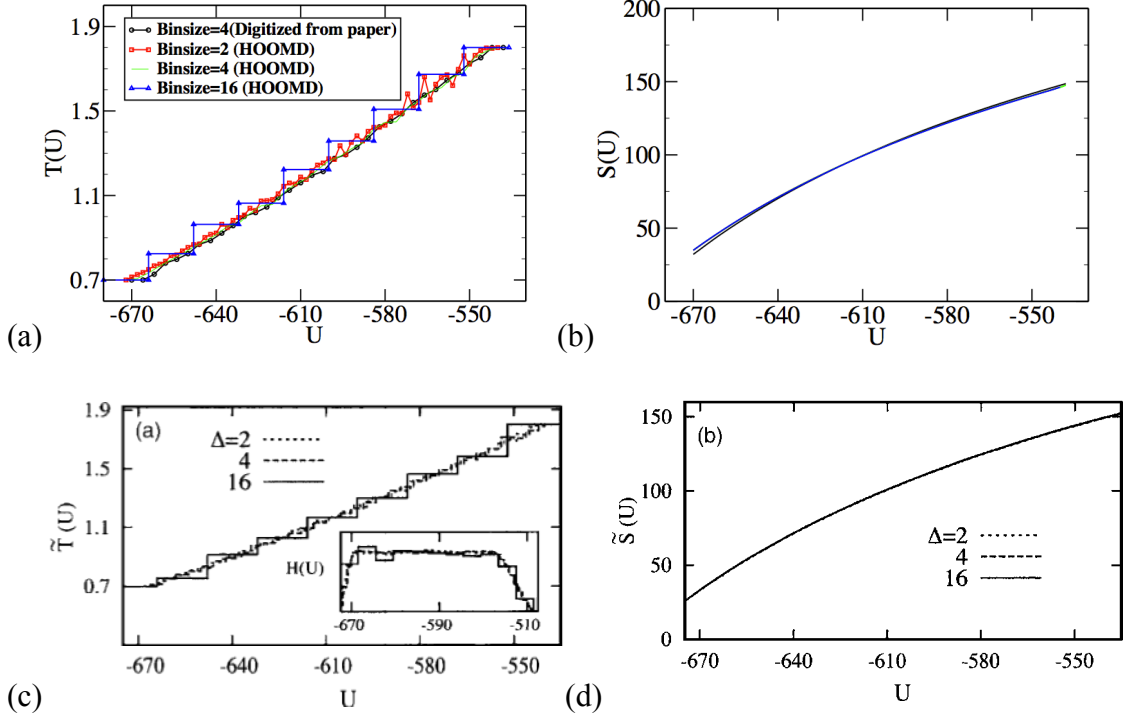 1.9
1.5
1.1
0.7
T(U)
Binsize=4(Digitized from paper)
Binsize=2 (HOOMD)
Binsize=4 (HOOMD)
Binsize=16 (HOOMD)
-670 -640 -610 -580 -550
U
(a)
200
150
100
50
0
S(U)
-670 -640 -610 -580 -550
U
(b)
1.9
1.5
1.1
0.7
T̃ (U)
(a)
Δ=2
4
16
H(U)
-670 -590 -510
-670 -640 -610 -580 -550
U
(c)
150
100
50
0
S̃ (U)
(b)
Δ=2
4
16
-670 -640 -610 -580 -550
U
(d)